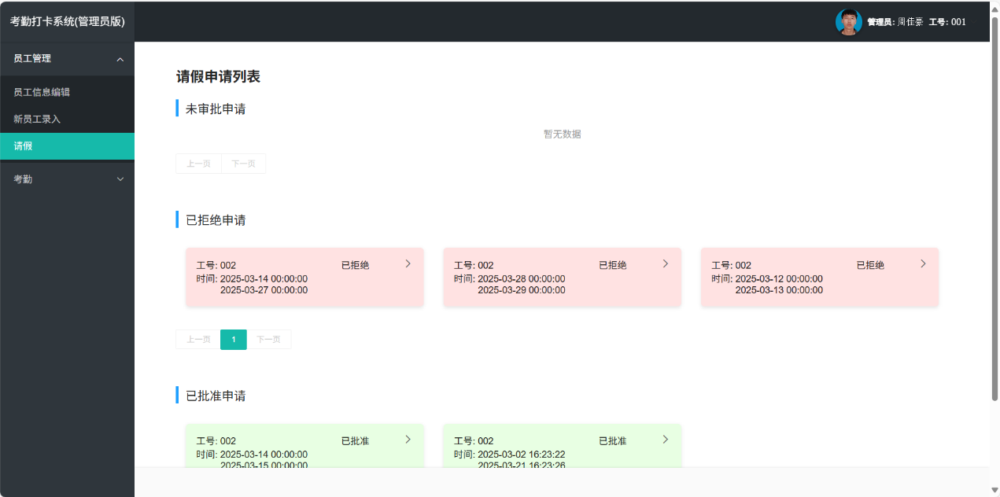 考勤打卡系统(管理员版)
管理员: 周佳豪 工号: 001
员工管理
员工信息编辑
新员工录入
请假
考勤
请假申请列表
未审批申请
暂无数据
上一页 下一页
已拒绝申请
工号: 002 已拒绝
时间: 2025-03-14 00:00:00
2025-03-27 00:00:00
工号: 002 已拒绝
时间: 2025-03-28 00:00:00
2025-03-29 00:00:00
工号: 002 已拒绝
时间: 2025-03-12 00:00:00
2025-03-13 00:00:00
上一页 1 下一页
已批准申请
工号: 002 已批准
时间: 2025-03-14 00:00:00
2025-03-15 00:00:00
工号: 002 已批准
时间: 2025-03-02 16:23:22
2025-03-21 16:23:26